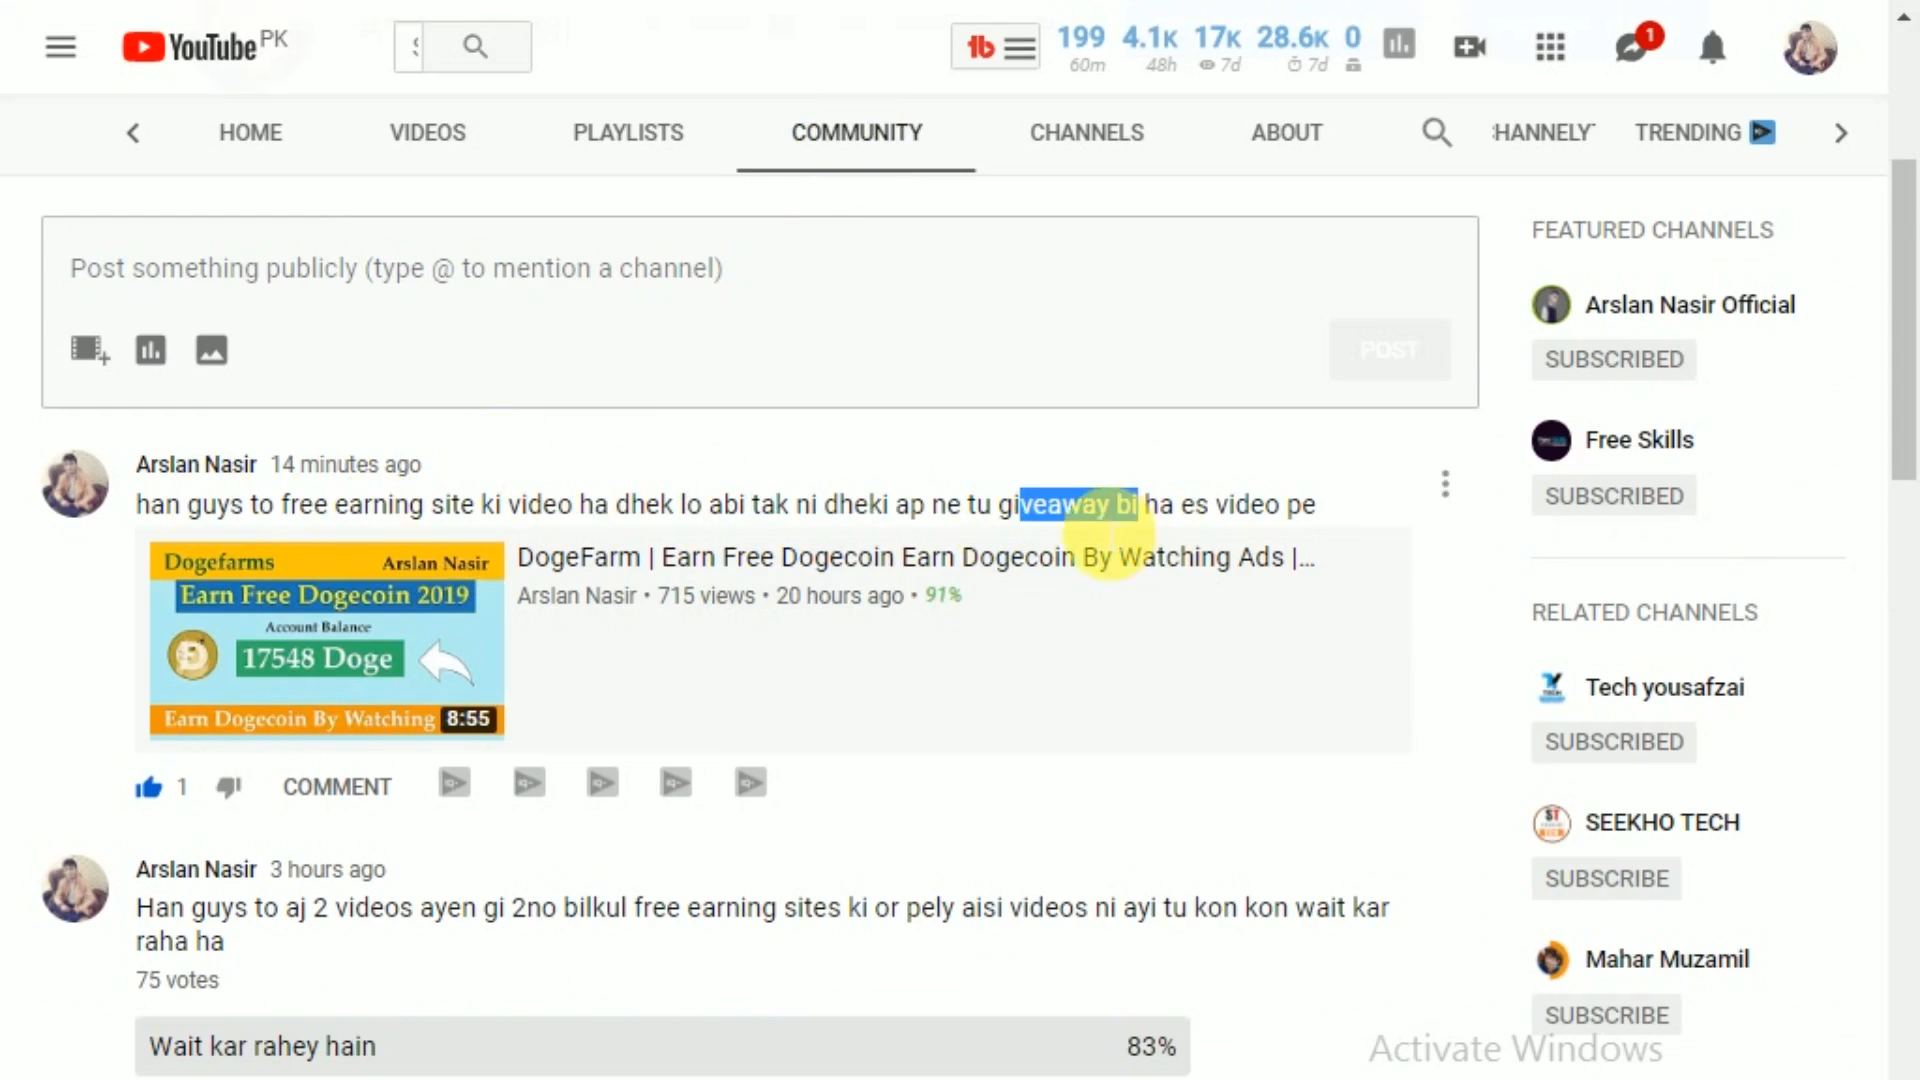 YouTube PK
199 4.1K 17K 28.6K 0
60m 48h 7d 7d
1
HOME VIDEOS PLAYLISTS COMMUNITY CHANNELS ABOUT TRENDING
Post something publicly (type @ to mention a channel)
POST
Arslan Nasir 14 minutes ago
han guys to free earning site ki video ha dhek lo abi tak ni dheki ap ne tu giveaway bi ha es video pe
Dogefarms Arslan Nasir
Earn Free Dogecoin 2019
Account Balance
17548 Doge
Earn Dogecoin By Watching 8:55
DogeFarm | Earn Free Dogecoin Earn Dogecoin By Watching Ads |...
Arslan Nasir • 715 views • 20 hours ago • 91%
1 COMMENT
Arslan Nasir 3 hours ago
Han guys to aj 2 videos ayen gi 2no bilkul free earning sites ki or pely aisi videos ni ayi tu kon kon wait kar
raha ha
75 votes
Wait kar rahey hain 83%
FEATURED CHANNELS
Arslan Nasir Official
SUBSCRIBED
Free Skills
SUBSCRIBED
RELATED CHANNELS
Tech yousafzai
SUBSCRIBED
SEEKHO TECH
SUBSCRIBE
Mahar Muzamil
SUBSCRIBE
Activate Windows